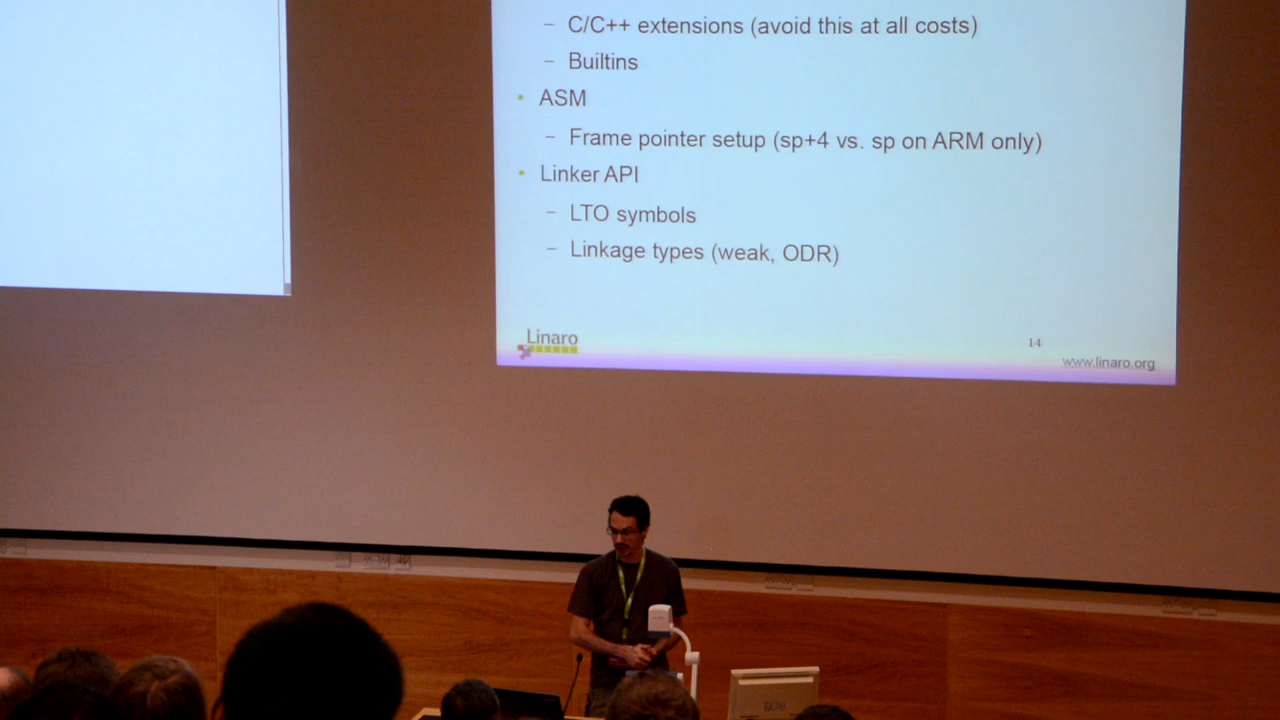 – C/C++ extensions (avoid this at all costs)
– Builtins
• ASM
– Frame pointer setup (sp+4 vs. sp on ARM only)
• Linker API
– LTO symbols
– Linkage types (weak, ODR)
Linaro
14
www.linaro.org